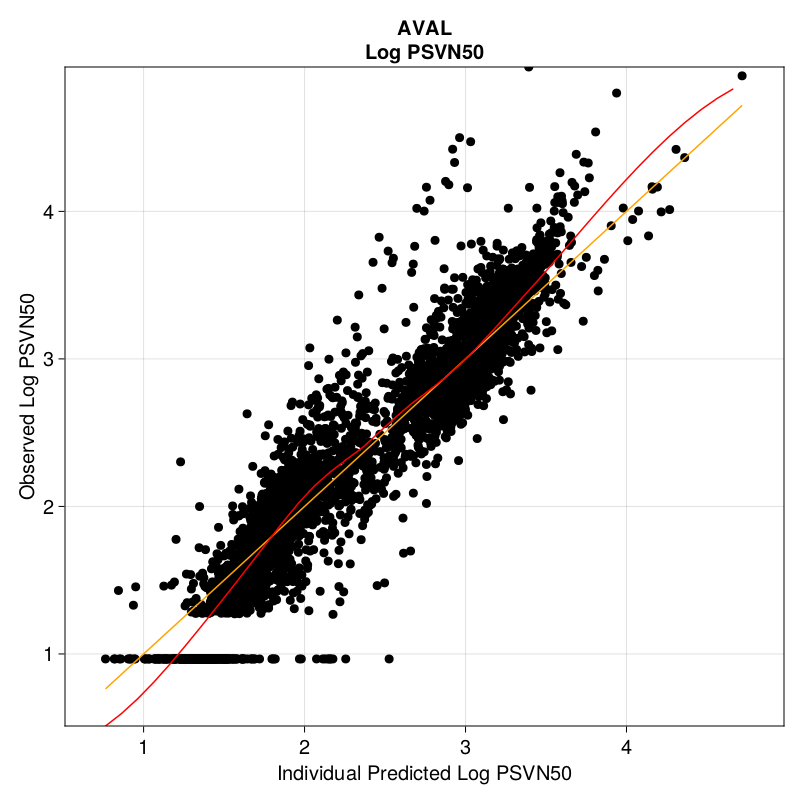 AVAL
Log PSVN50
4
3
2
1
Observed Log PSVN50
1 2 3 4
Individual Predicted Log PSVN50